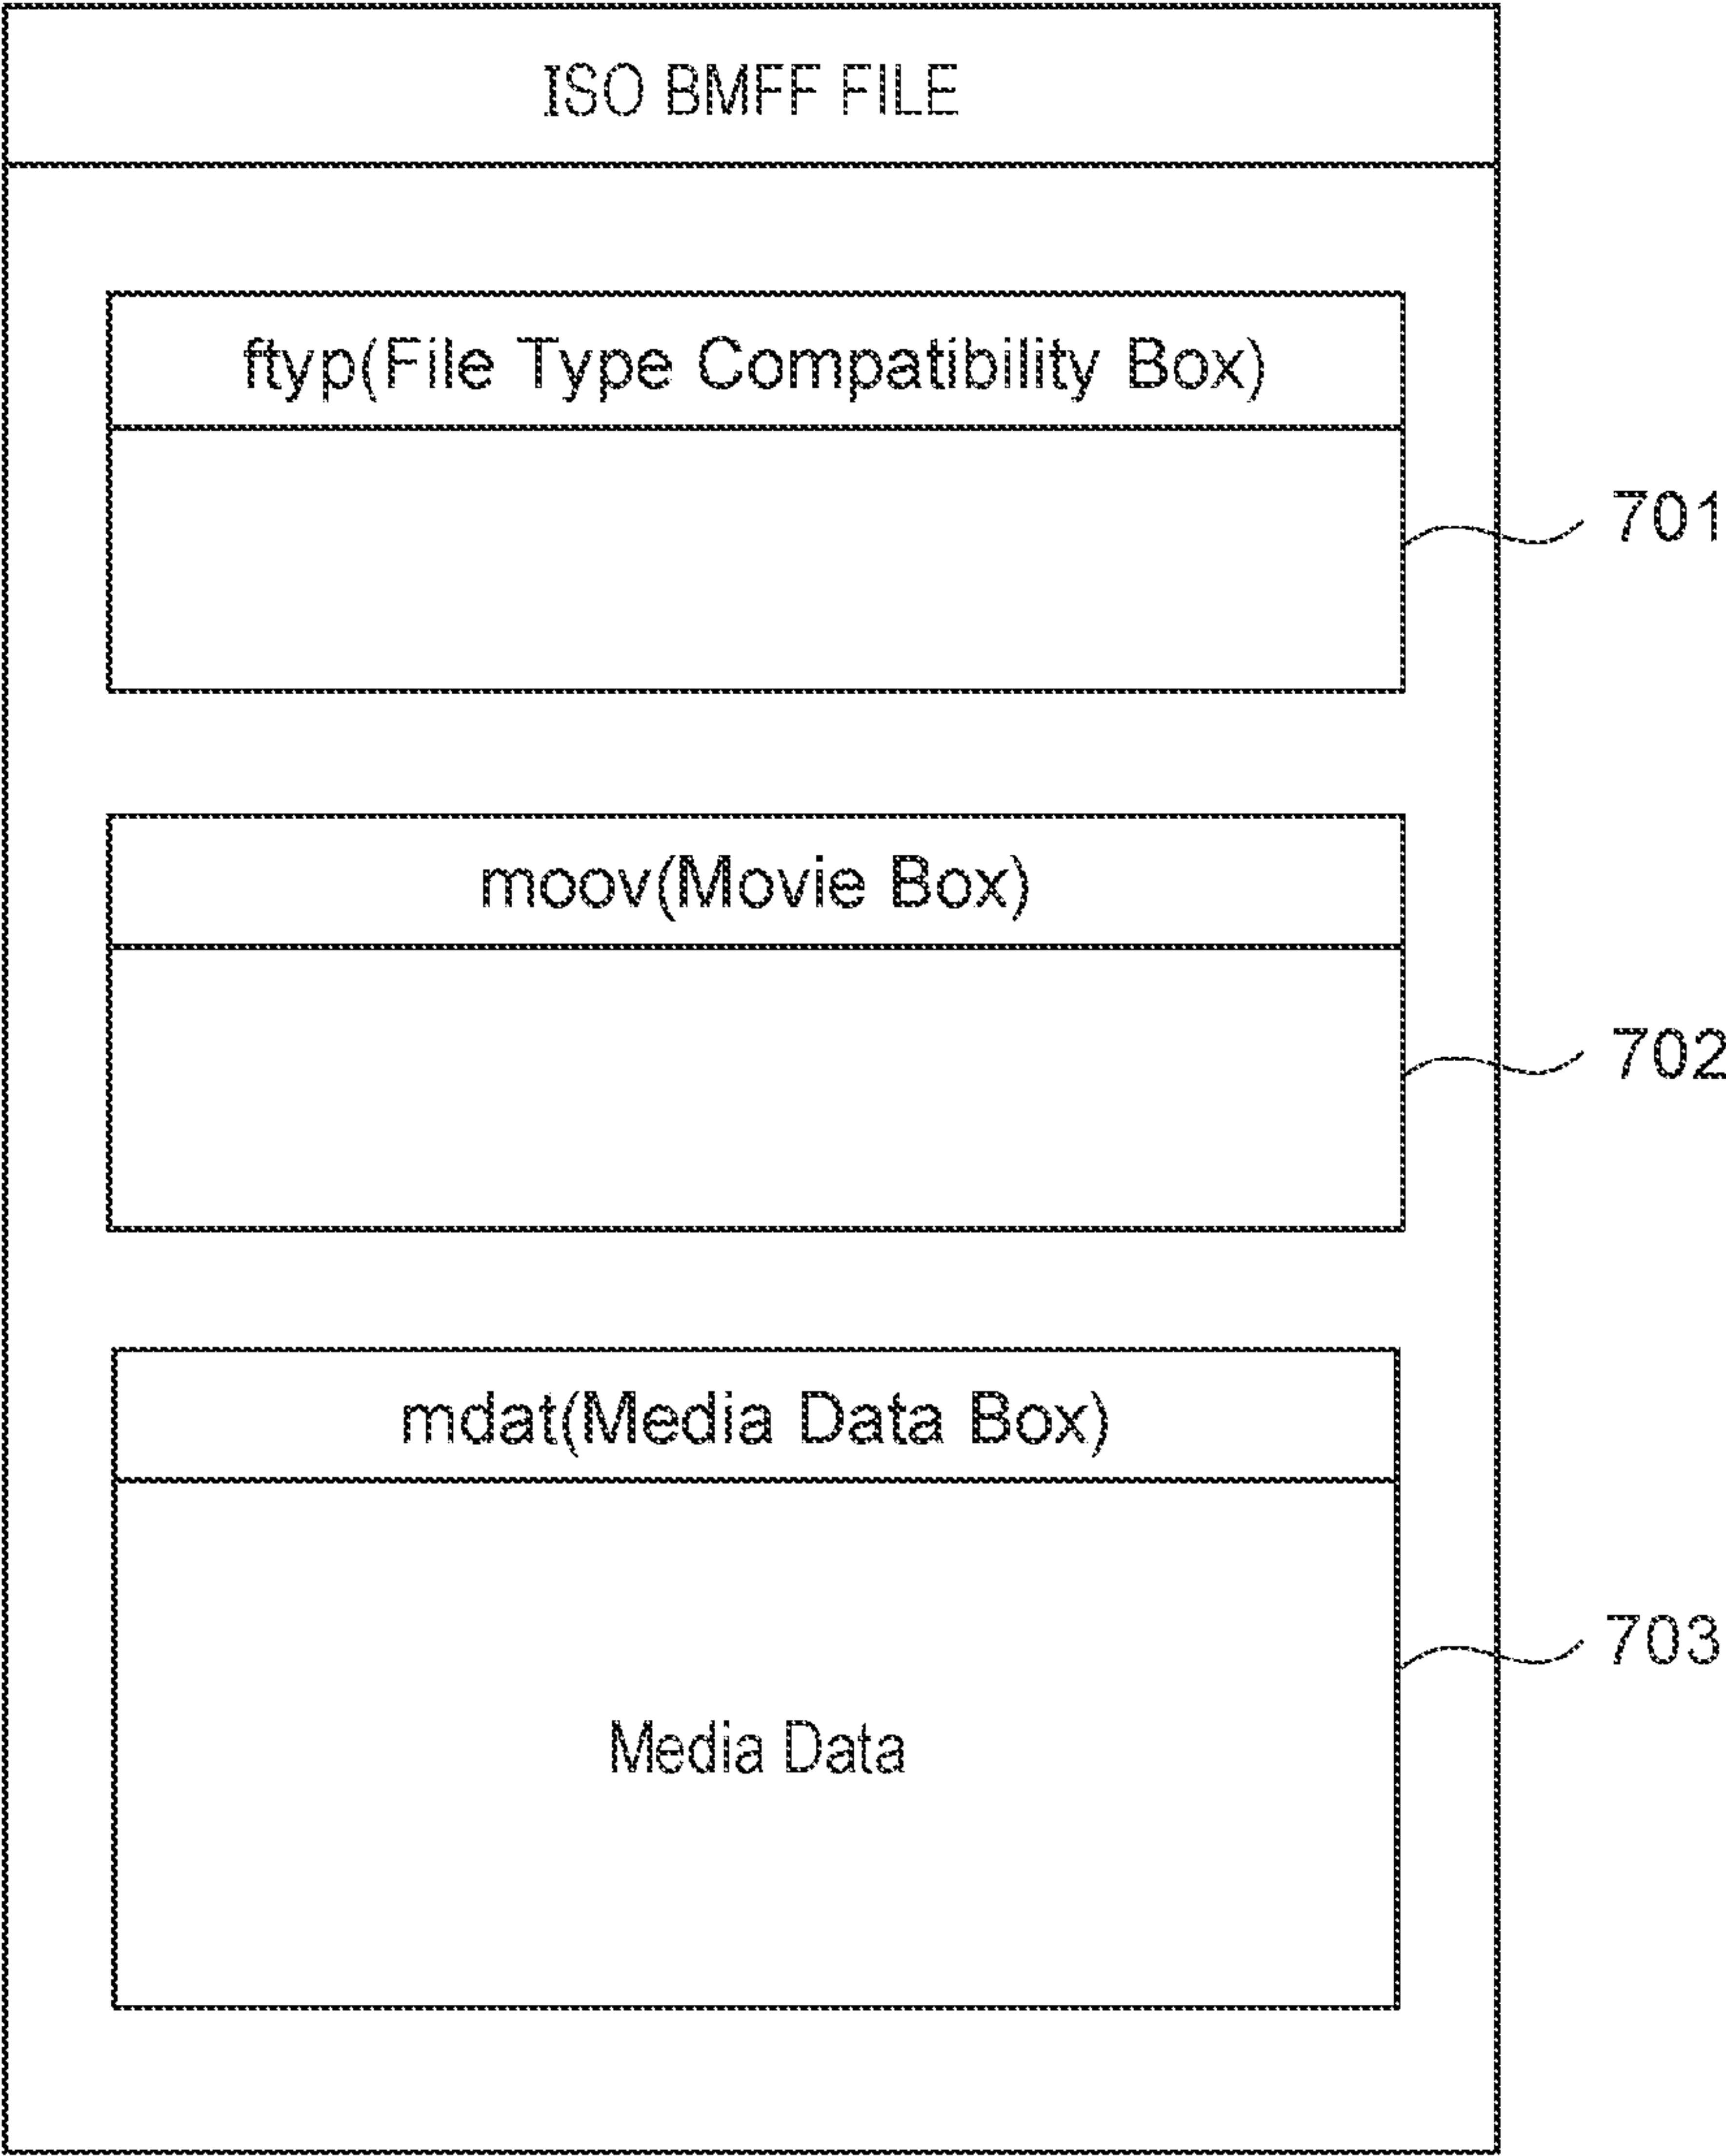 ISO BMFF FILE
ftyp(File Type Compatibility Box)
701
moov(Movie Box)
702
mdat(Media Data Box)
703
Media Data